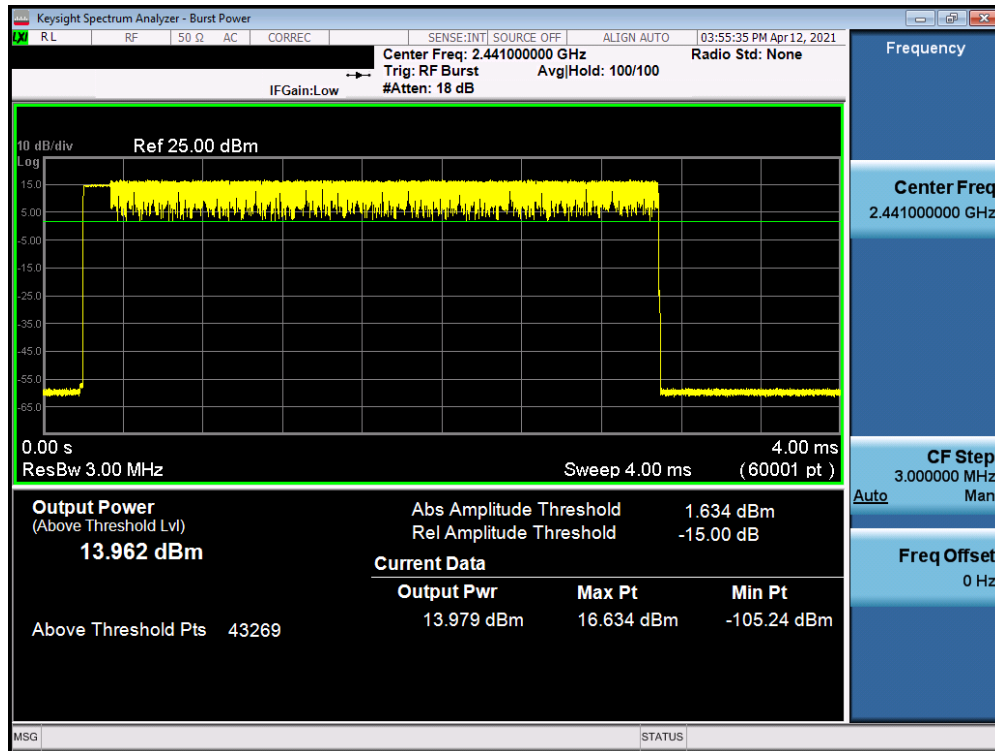 Keysight Spectrum Analyzer - Burst Power
LXI RL RF 50 Ω AC CORREC SENSE:INT SOURCE OFF ALIGN AUTO 03:55:35 PM Apr 12, 2021
Center Freq: 2.441000000 GHz Radio Std: None
Trig: RF Burst Avg|Hold: 100/100
IFGain:Low #Atten: 18 dB
10 dB/div Ref 25.00 dBm
Log
15.0
5.00
-5.00
-15.0
-25.0
-35.0
-45.0
-55.0
-65.0
0.00 s 4.00 ms
ResBw 3.00 MHz Sweep 4.00 ms (60001 pt)
Output Power
(Above Threshold Lvl)
13.962 dBm
Above Threshold Pts 43269
Abs Amplitude Threshold 1.634 dBm
Rel Amplitude Threshold -15.00 dB
Current Data
Output Pwr Max Pt Min Pt
13.979 dBm 16.634 dBm -105.24 dBm
Frequency
Center Freq
2.441000000 GHz
CF Step
3.000000 MHz
Auto Man
Freq Offset
0 Hz
MSG STATUS